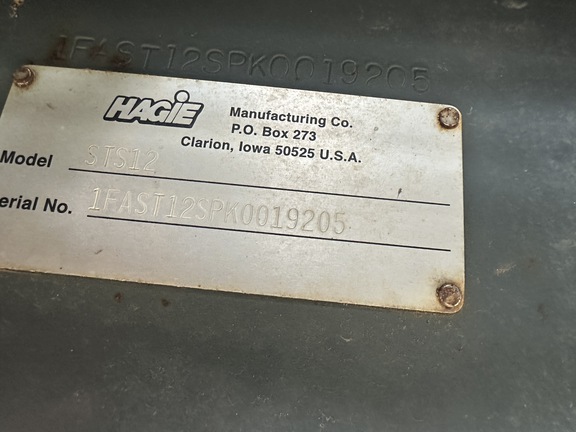 1FAST12SPK0019205
HAGIE Manufacturing Co.
P.O. Box 273
Clarion, Iowa 50525 U.S.A.
Model STS12
erial No. 1FAST12SPK0019205